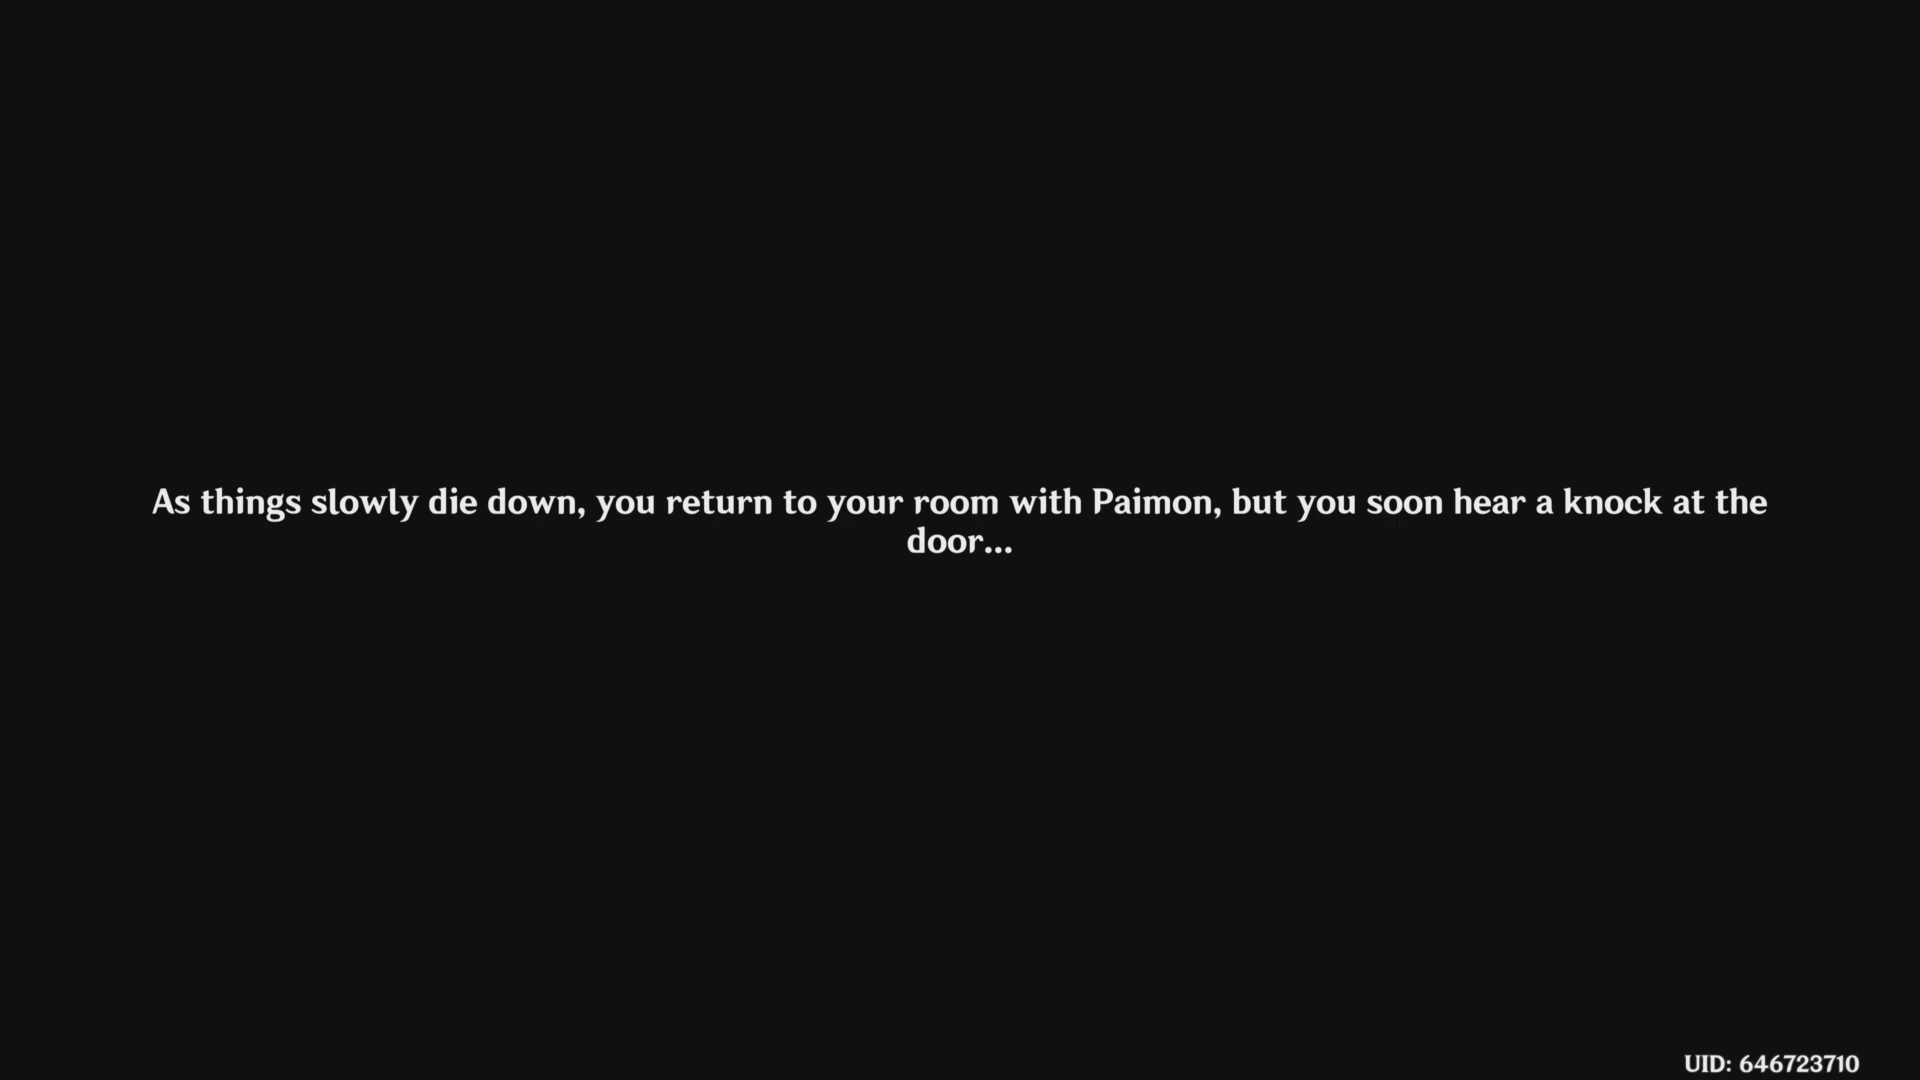 As things slowly die down, you return to your room with Paimon, but you soon hear a knock at the
door...
UID: 646723710